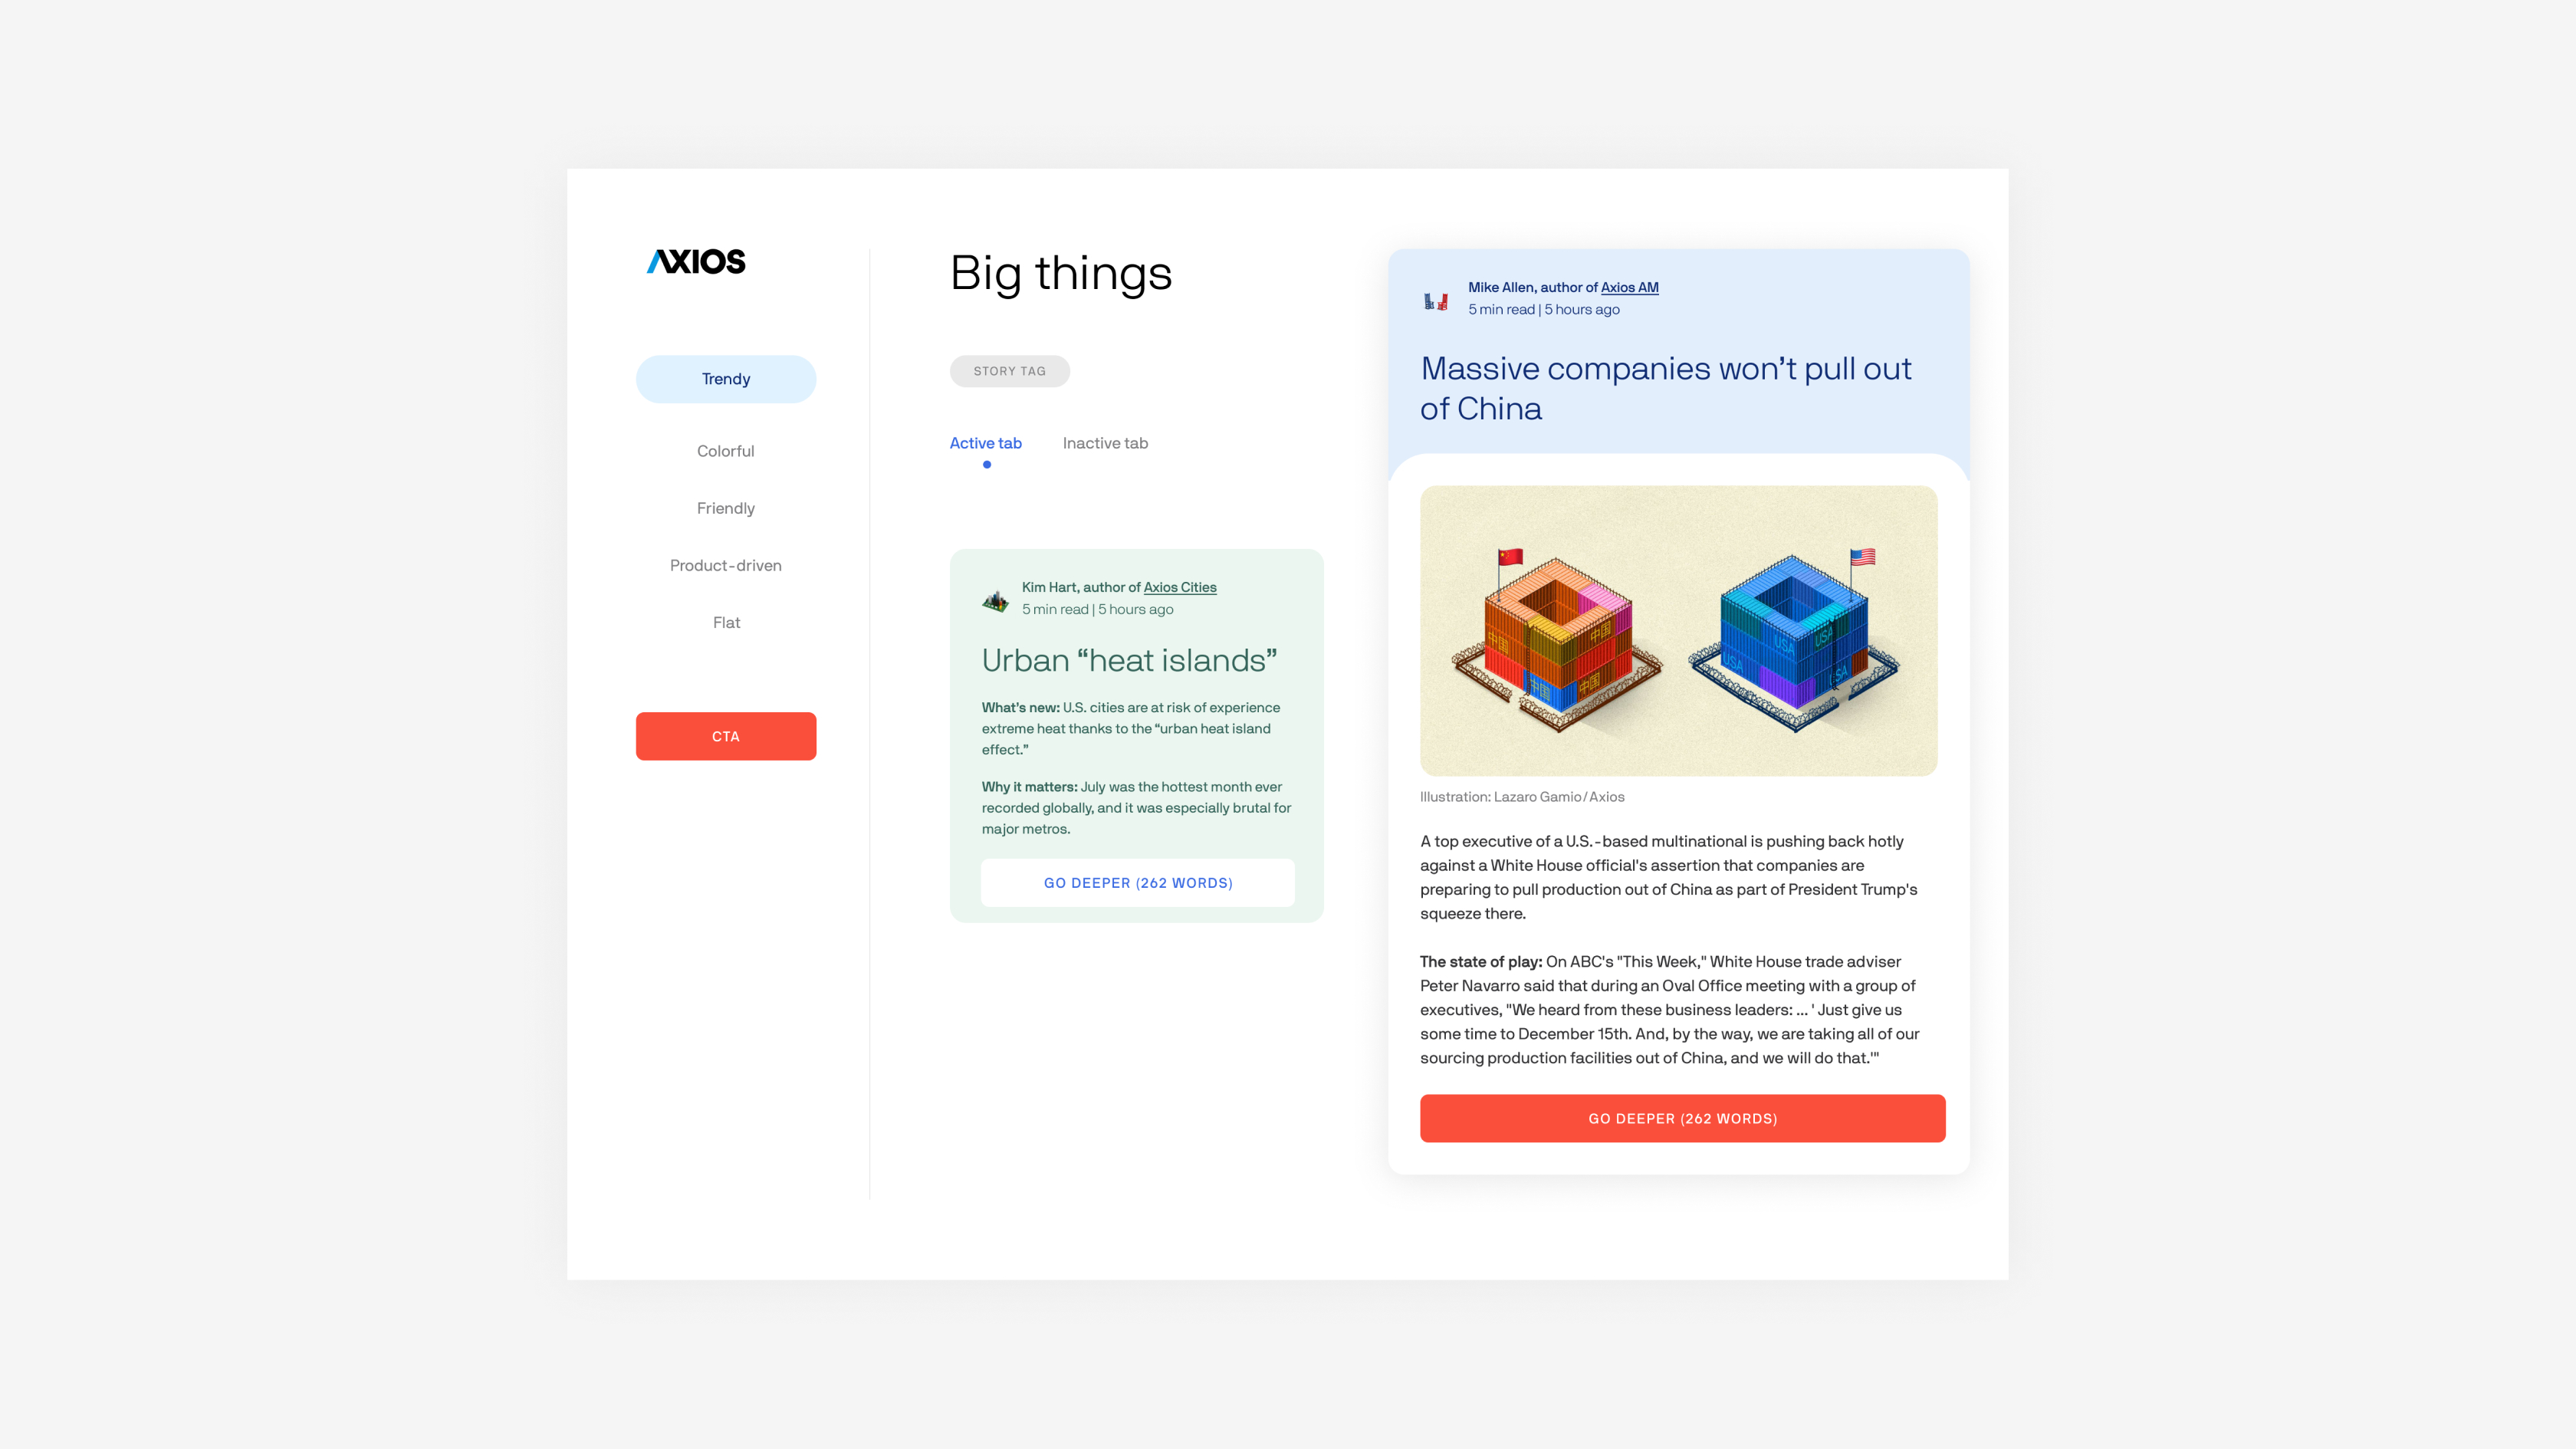 AXIOS
Trendy
Colorful
Friendly
Product-driven
Flat
CTA
Big things
STORY TAG
Active tab
Inactive tab
Kim Hart, author of Axios Cities
5 min read | 5 hours ago
Urban “heat islands”
What's new: U.S. cities are at risk of experience
extreme heat thanks to the “urban heat island
effect.”
Why it matters: July was the hottest month ever
recorded globally, and it was especially brutal for
major metros.
GO DEEPER (262 WORDS)
Mike Allen, author of Axios AM
5 min read | 5 hours ago
Massive companies won’t pull out
of China
中国
中国
中国
中国
USA
USA
USA
USA
Illustration: Lazaro Gamio/Axios
A top executive of a U.S.-based multinational is pushing back hotly
against a White House official's assertion that companies are
preparing to pull production out of China as part of President Trump's
squeeze there.
The state of play: On ABC's "This Week," White House trade adviser
Peter Navarro said that during an Oval Office meeting with a group of
executives, "We heard from these business leaders: ... ' Just give us
some time to December 15th. And, by the way, we are taking all of our
sourcing production facilities out of China, and we will do that.'"
GO DEEPER (262 WORDS)